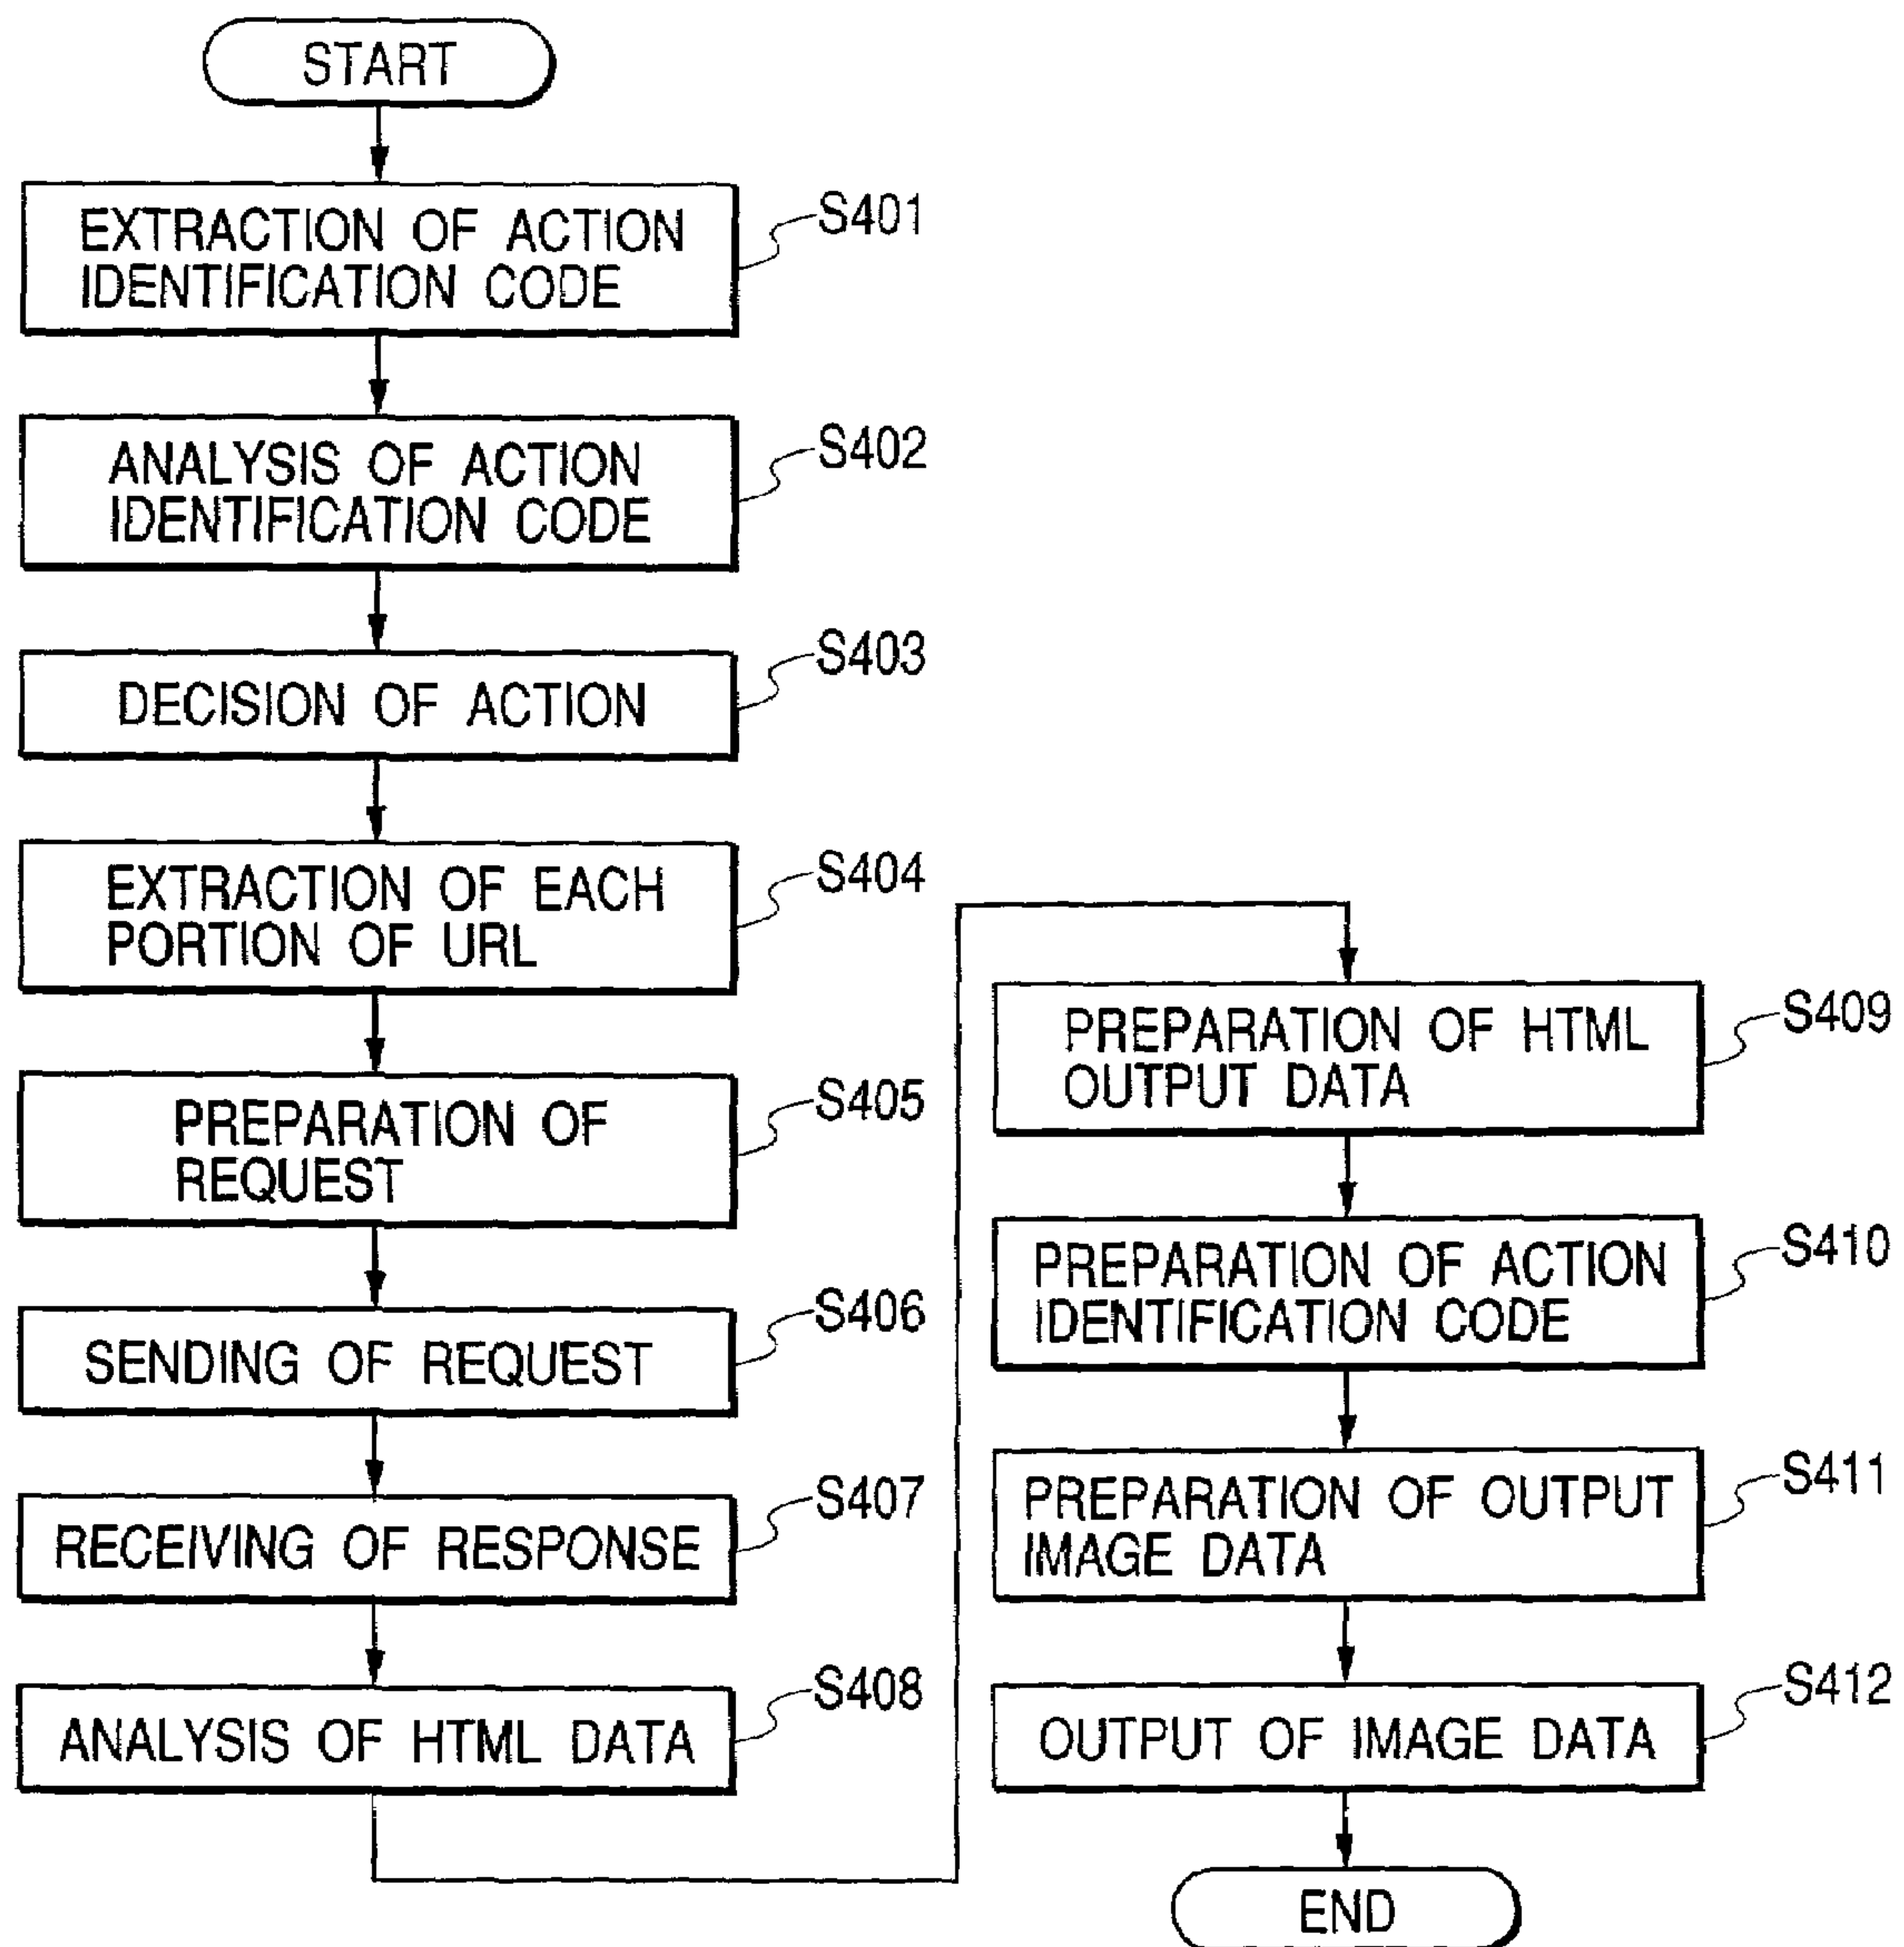 START
EXTRACTION OF ACTION
IDENTIFICATION CODE
S401
ANALYSIS OF ACTION
IDENTIFICATION CODE
S402
DECISION OF ACTION
S403
EXTRACTION OF EACH
PORTION OF URL
S404
PREPARATION OF
REQUEST
S405
SENDING OF REQUEST
S406
RECEIVING OF RESPONSE
S407
ANALYSIS OF HTML DATA
S408
PREPARATION OF HTML
OUTPUT DATA
S409
PREPARATION OF ACTION
IDENTIFICATION CODE
S410
PREPARATION OF OUTPUT
IMAGE DATA
S411
OUTPUT OF IMAGE DATA
S412
END